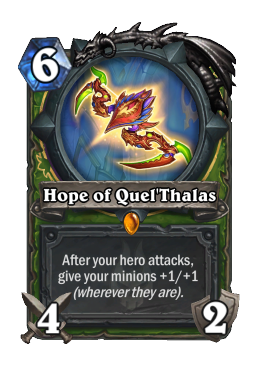 6
Hope of Quel'Thalas
After your hero attacks,
give your minions +1/+1
(wherever they are).
4
2